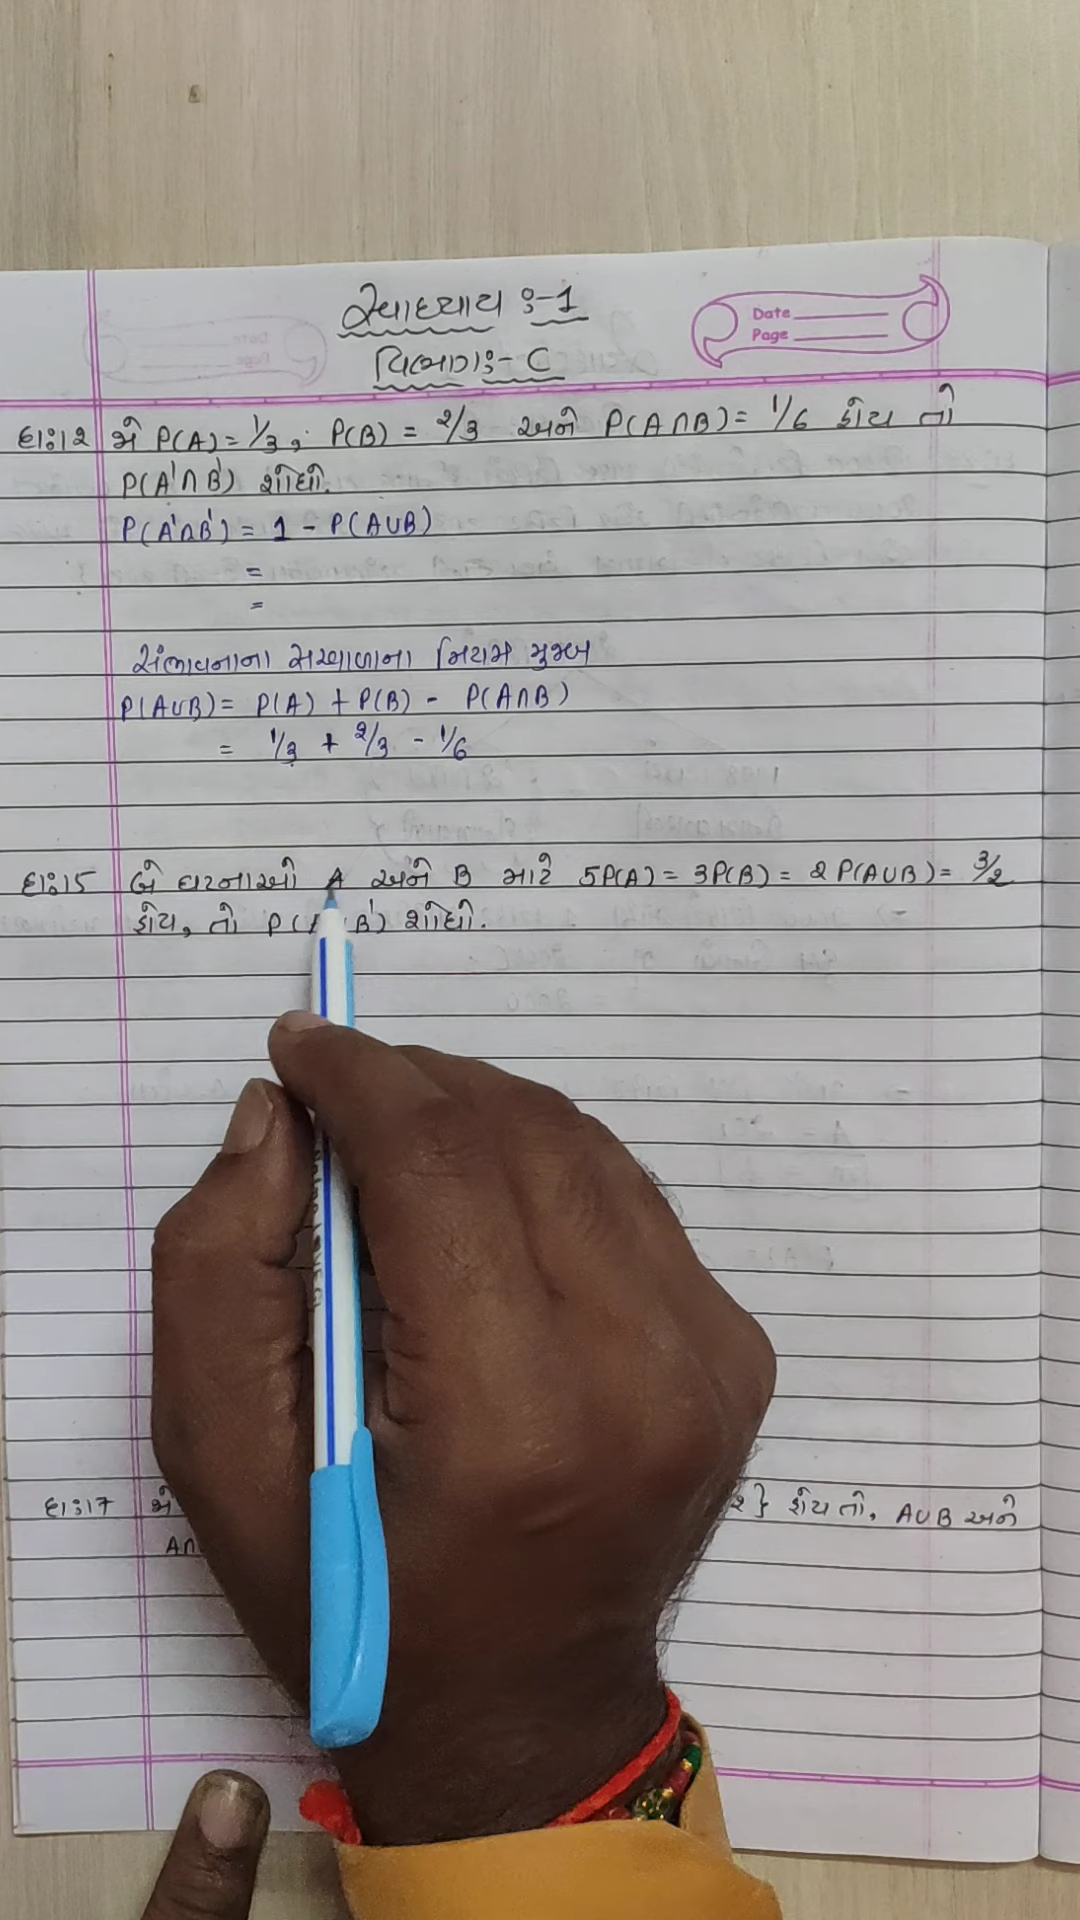 સ્વાધ્યાય :-1
Date
Page
વિભાગ:- C
દા:12 જો P(A) = 1/3, P(B) = 2/3 અને P(A∩B) = 1/6 હોય તો
P(A'∩B') શોધો.
P(A'∩B') = 1 - P(A∪B)
=
=
સંભાવનાના સરવાળાના નિયમ મુજબ
P(A∪B) = P(A) + P(B) - P(A∩B)
= 1/3 + 2/3 - 1/6
દા:15 બે ઘટનાઓ A અને B માટે 5P(A) = 3P(B) = 2P(A∪B) = 3/2
હોય, તો P( B') શોધો.
દા:17 જો 2} હોય તો, A∪B અને
A∩